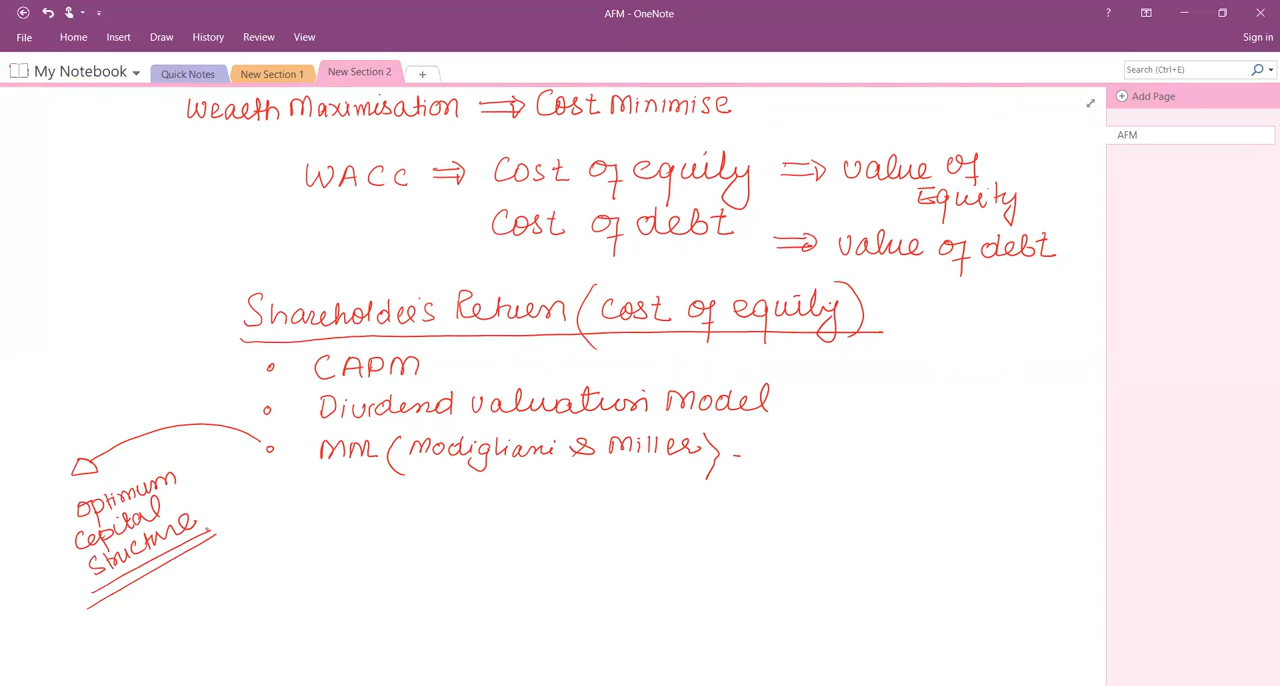 AFM - OneNote
?
File Home Insert Draw History Review View
Sign in
My Notebook Quick Notes New Section 1 New Section 2 +
Search (Ctrl+E)
Add Page
AFM
Wealth Maximisation ⇒ Cost Minimise
WACC ⇒ Cost of equity ⇒ value of Equity
Cost of debt ⇒ value of debt
Shareholder's Return (cost of equity)
• CAPM
• Dividend valuation Model
• MM (Modigliani & Miller) -
Optimum
Capital
Structure.